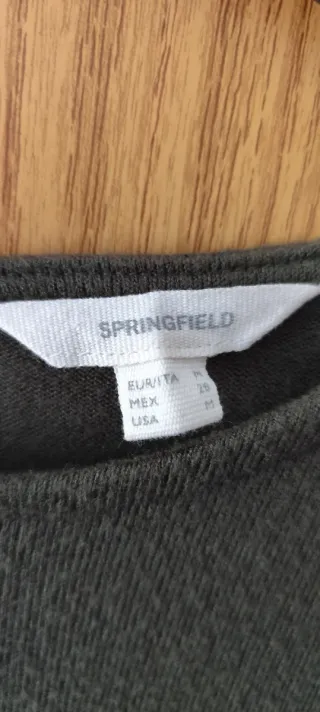 SPRINGFIELD
EUR/ITA M
MEX 28
USA M